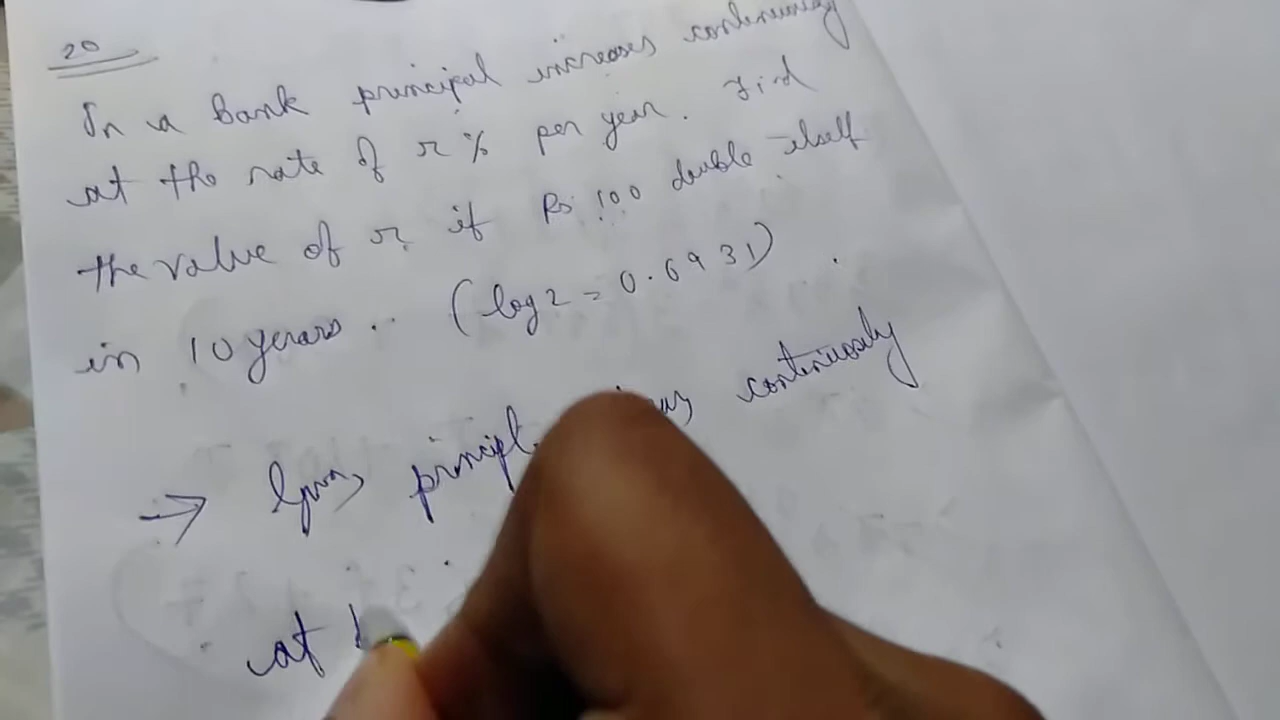 20
In a bank principal increases continuously
at the rate of r % per year. Find
the value of r if Rs 100 double itself
in 10 years.. (log 2 = 0.6931)
→ Given, principle continuously
at